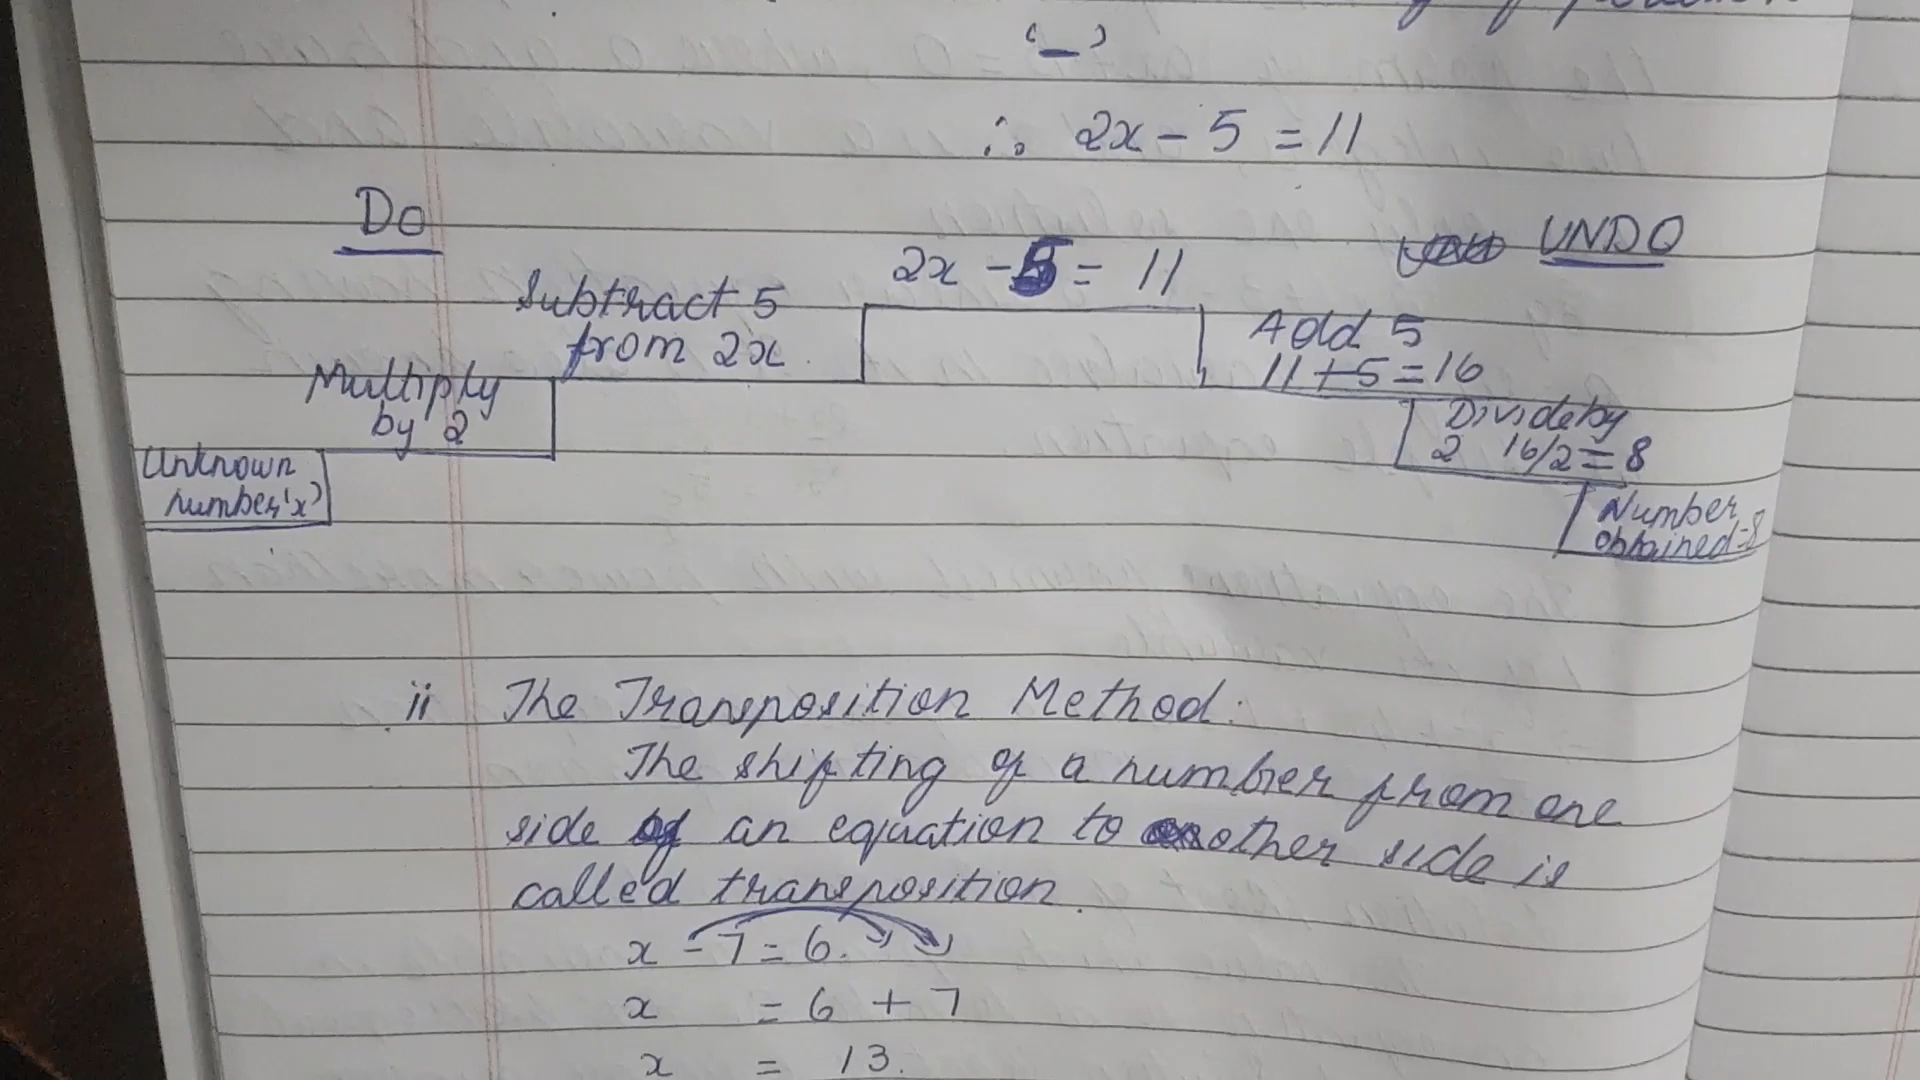 '_'
∴ 2x - 5 = 11
Do
UNDO
2x - 5 = 11
Subtract 5
from 2x
Multiply
by 2
Unknown
number 'x'
Add 5
11 + 5 = 16
Divide by
2 16/2 = 8
Number
obtained = 8
ii The Transposition Method:
The shifting of a number from one
side of an equation to other side is
called transposition.
x - 7 = 6.
x = 6 + 7
x = 13.